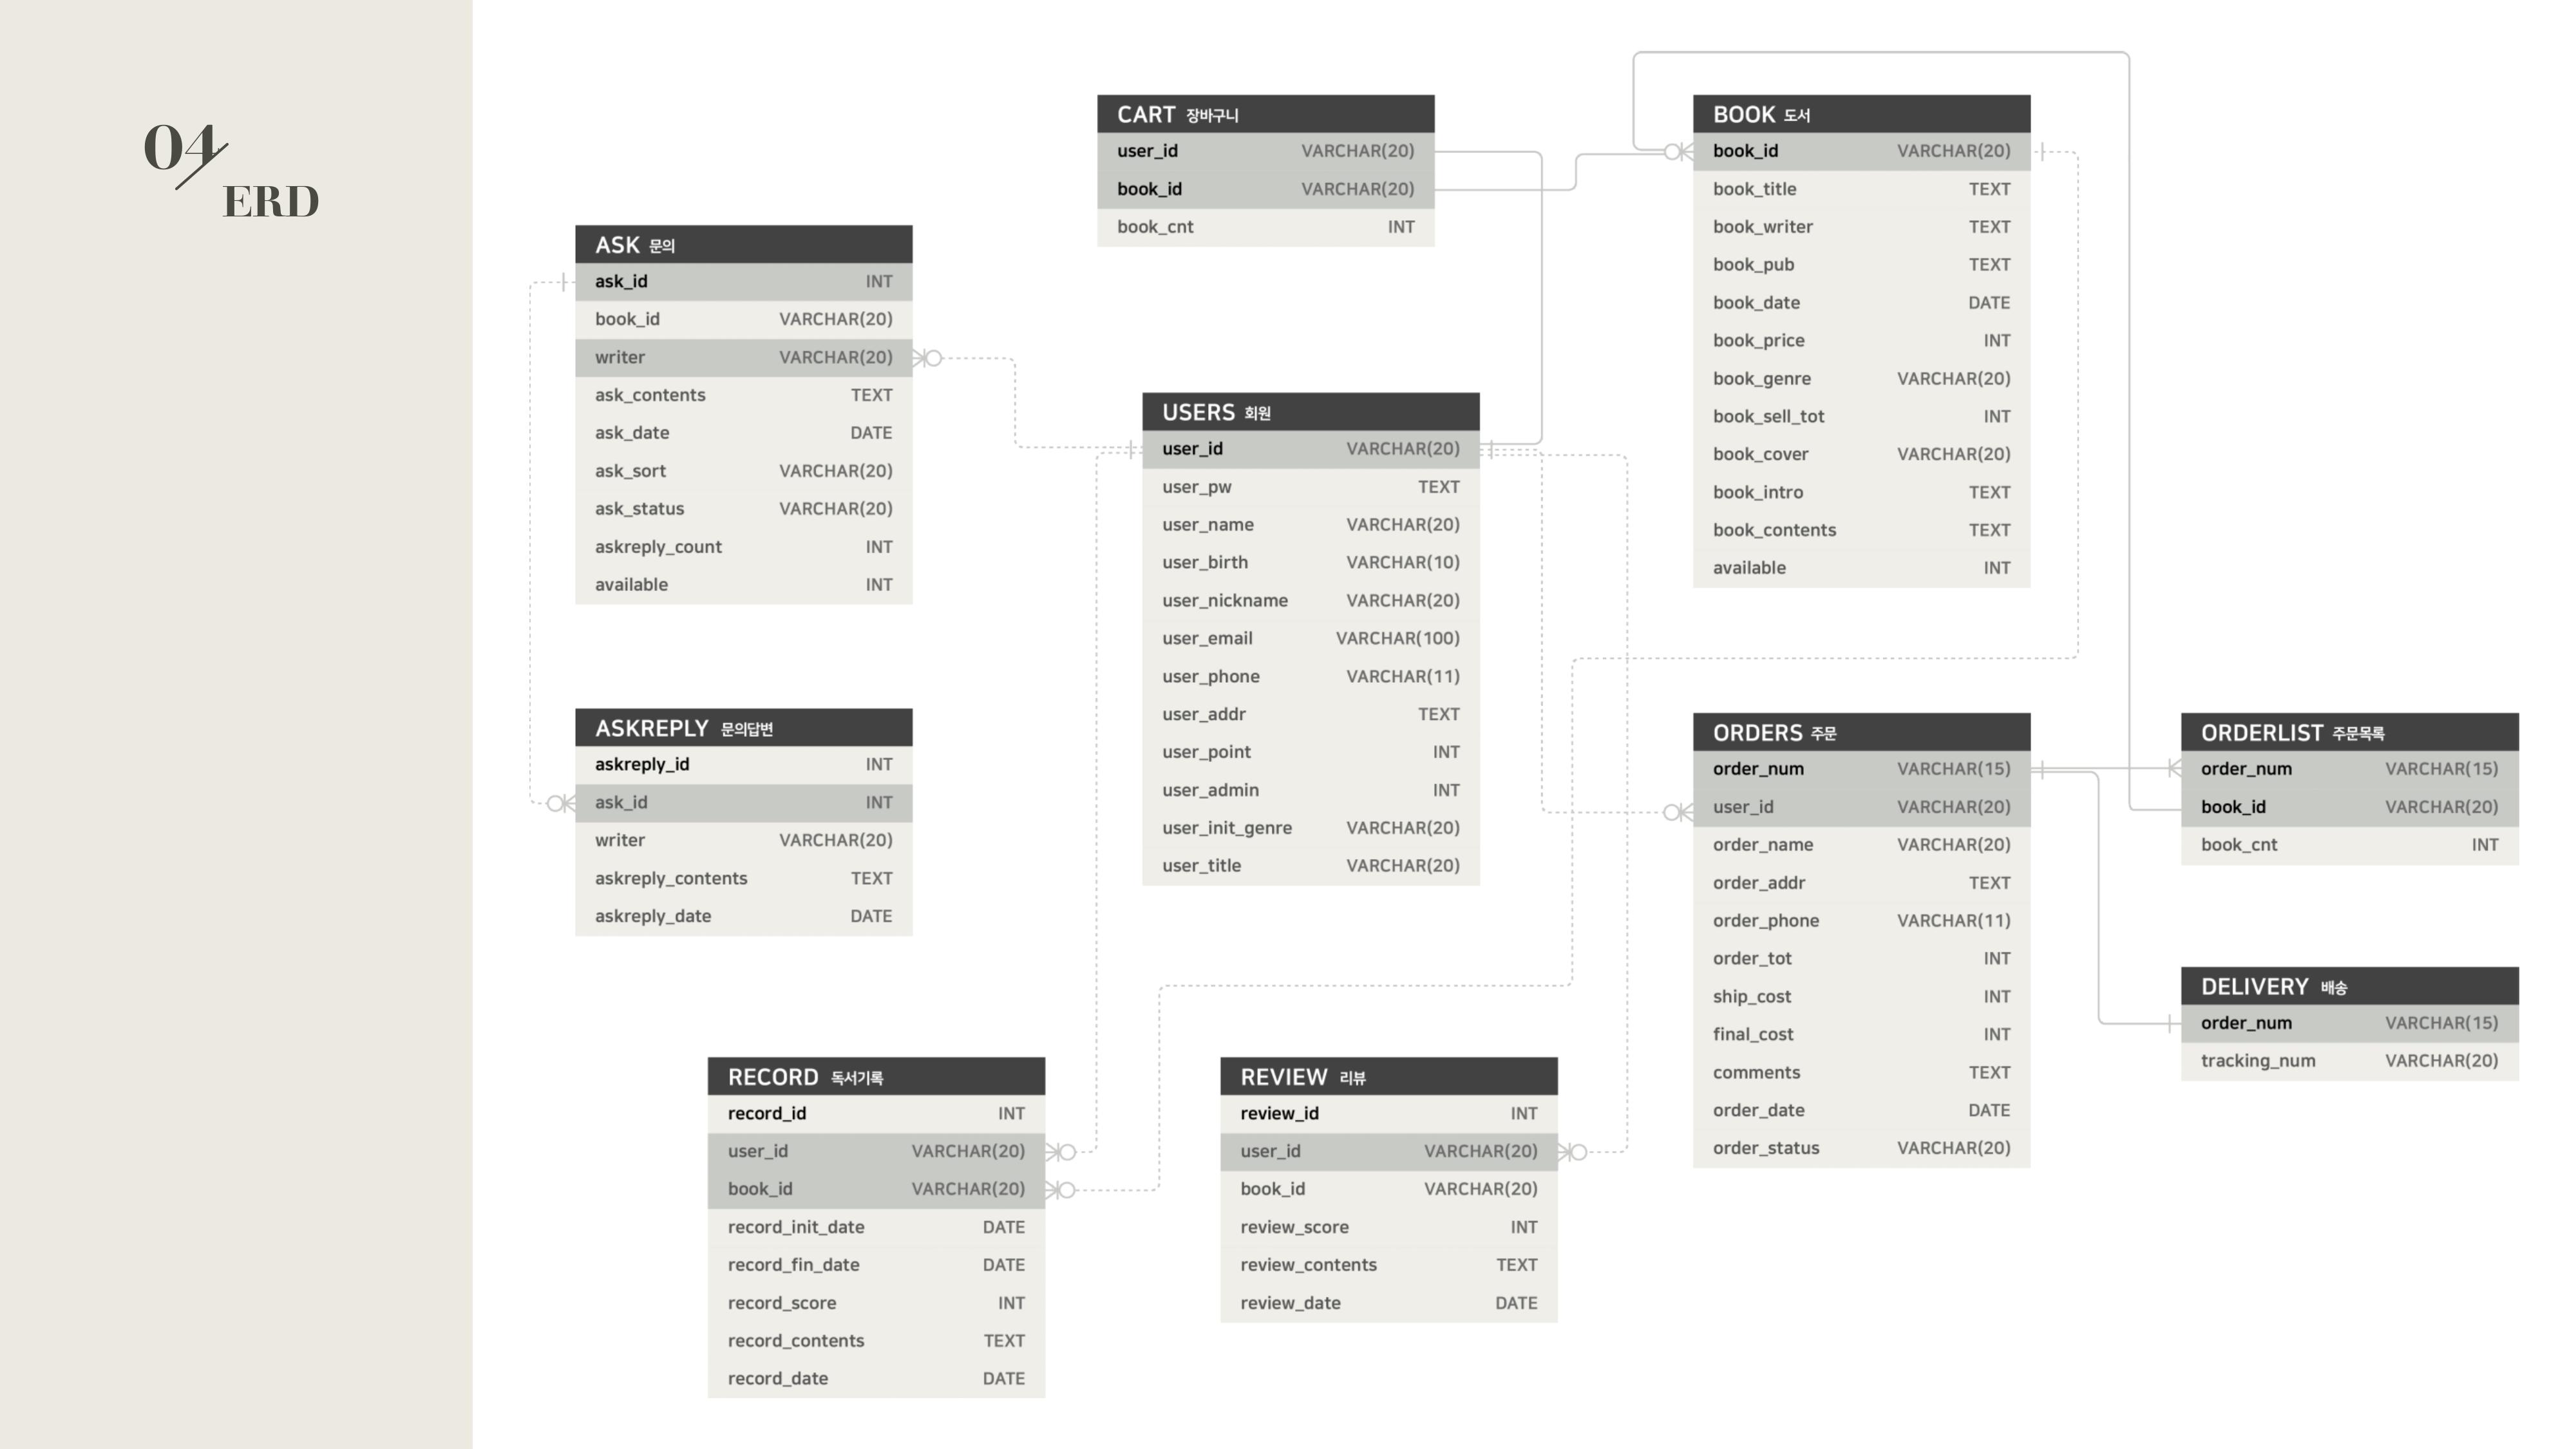 04
ERD
CART 장바구니
user_id VARCHAR(20)
book_id VARCHAR(20)
book_cnt INT
BOOK 도서
book_id VARCHAR(20)
book_title TEXT
book_writer TEXT
book_pub TEXT
book_date DATE
book_price INT
book_genre VARCHAR(20)
book_sell_tot INT
book_cover VARCHAR(20)
book_intro TEXT
book_contents TEXT
available INT
ASK 문의
ask_id INT
book_id VARCHAR(20)
writer VARCHAR(20)
ask_contents TEXT
ask_date DATE
ask_sort VARCHAR(20)
ask_status VARCHAR(20)
askreply_count INT
available INT
USERS 회원
user_id VARCHAR(20)
user_pw TEXT
user_name VARCHAR(20)
user_birth VARCHAR(10)
user_nickname VARCHAR(20)
user_email VARCHAR(100)
user_phone VARCHAR(11)
user_addr TEXT
user_point INT
user_admin INT
user_init_genre VARCHAR(20)
user_title VARCHAR(20)
ASKREPLY 문의답변
askreply_id INT
ask_id INT
writer VARCHAR(20)
askreply_contents TEXT
askreply_date DATE
ORDERS 주문
order_num VARCHAR(15)
user_id VARCHAR(20)
order_name VARCHAR(20)
order_addr TEXT
order_phone VARCHAR(11)
order_tot INT
ship_cost INT
final_cost INT
comments TEXT
order_date DATE
order_status VARCHAR(20)
ORDERLIST 주문목록
order_num VARCHAR(15)
book_id VARCHAR(20)
book_cnt INT
DELIVERY 배송
order_num VARCHAR(15)
tracking_num VARCHAR(20)
RECORD 독서기록
record_id INT
user_id VARCHAR(20)
book_id VARCHAR(20)
record_init_date DATE
record_fin_date DATE
record_score INT
record_contents TEXT
record_date DATE
REVIEW 리뷰
review_id INT
user_id VARCHAR(20)
book_id VARCHAR(20)
review_score INT
review_contents TEXT
review_date DATE